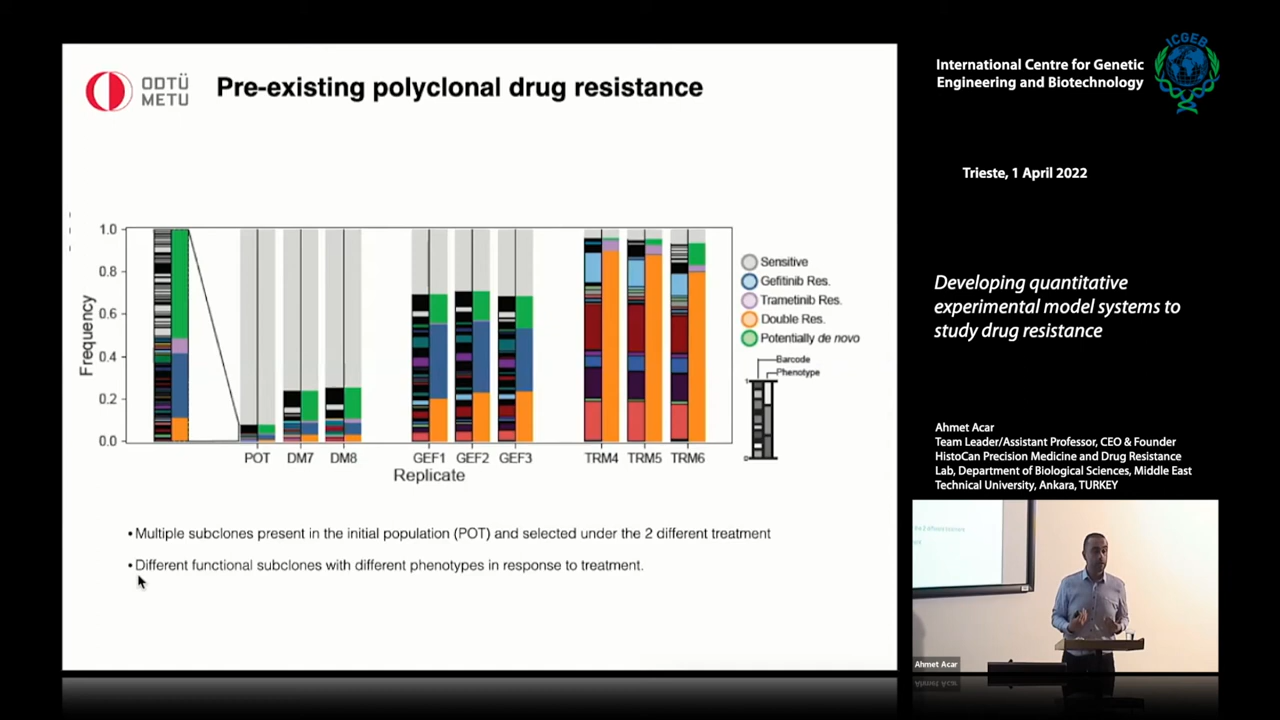 ODTÜ
METU
Pre-existing polyclonal drug resistance
Frequency
1.0
0.8
0.6
0.4
0.2
0.0
POT
DM7
DM8
GEF1
GEF2
GEF3
TRM4
TRM5
TRM6
Replicate
Sensitive
Gefitinib Res.
Trametinib Res.
Double Res.
Potentially de novo
Barcode
Phenotype
1
0
• Multiple subclones present in the initial population (POT) and selected under the 2 different treatment
• Different functional subclones with different phenotypes in response to treatment.
International Centre for Genetic
Engineering and Biotechnology
ICGEB
Trieste, 1 April 2022
Developing quantitative
experimental model systems to
study drug resistance
Ahmet Acar
Team Leader/Assistant Professor, CEO & Founder
HistoCan Precision Medicine and Drug Resistance
Lab, Department of Biological Sciences, Middle East
Technical University, Ankara, TURKEY
Ahmet Acar